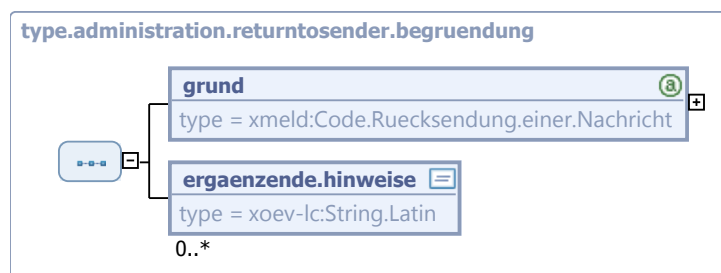 type.administration.returntosender.begruendung
grund
type = xmeld:Code.Ruecksendung.einer.Nachricht
ergaenzende.hinweise
type = xoev-lc:String.Latin
0..*